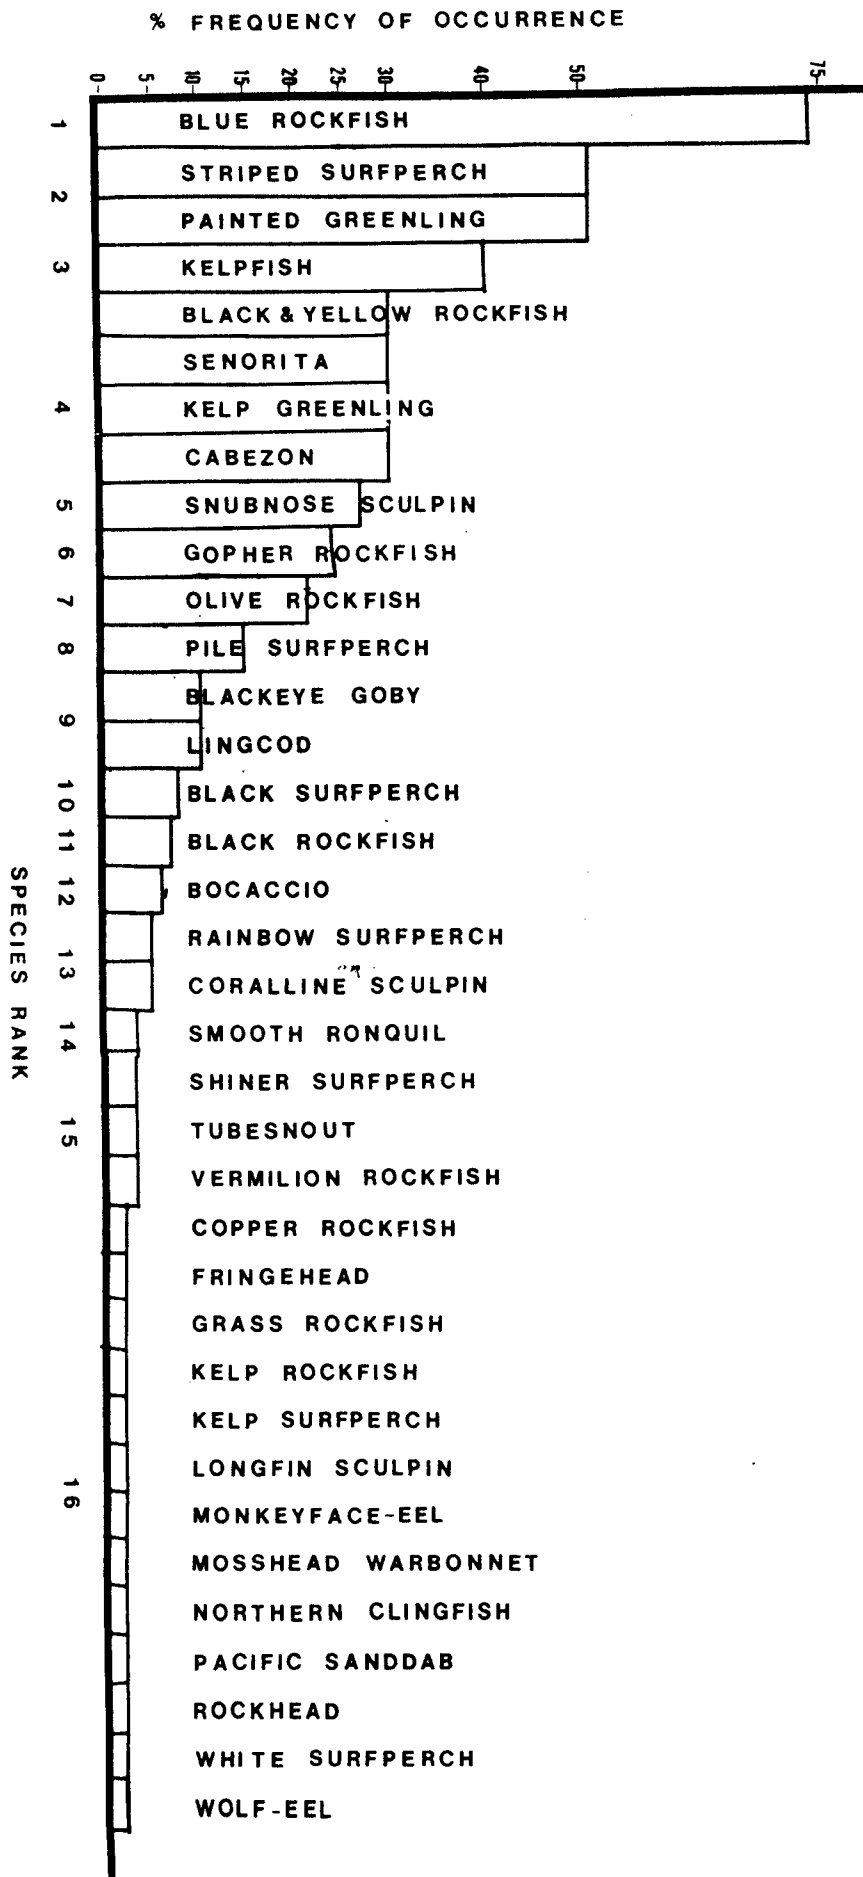 % FREQUENCY OF OCCURRENCE
0 5 10 15 20 25 30 40 50 75
1 BLUE ROCKFISH
STRIPED SURFPERCH
2
PAINTED GREENLING
3 KELPFISH
BLACK & YELLOW ROCKFISH
SENORITA
4 KELP GREENLING
CABEZON
5 SNUBNOSE SCULPIN
6 GOPHER ROCKFISH
7 OLIVE ROCKFISH
8 PILE SURFPERCH
BLACKEYE GOBY
9
LINGCOD
10 BLACK SURFPERCH
11 BLACK ROCKFISH
12 BOCACCIO
RAINBOW SURFPERCH
13
CORALLINE SCULPIN
14 SMOOTH RONQUIL
SHINER SURFPERCH
15 TUBESNOUT
VERMILION ROCKFISH
COPPER ROCKFISH
FRINGEHEAD
GRASS ROCKFISH
KELP ROCKFISH
KELP SURFPERCH
LONGFIN SCULPIN
16
MONKEYFACE-EEL
MOSSHEAD WARBONNET
NORTHERN CLINGFISH
PACIFIC SANDDAB
ROCKHEAD
WHITE SURFPERCH
WOLF-EEL
SPECIES RANK